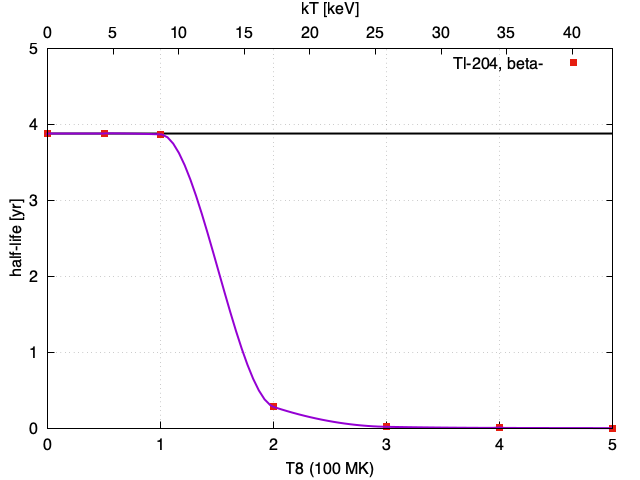 kT [keV]
0 5 10 15 20 25 30 35 40
Tl-204, beta-
5
4
3
2
1
0
half-life [yr]
0 1 2 3 4 5
T8 (100 MK)